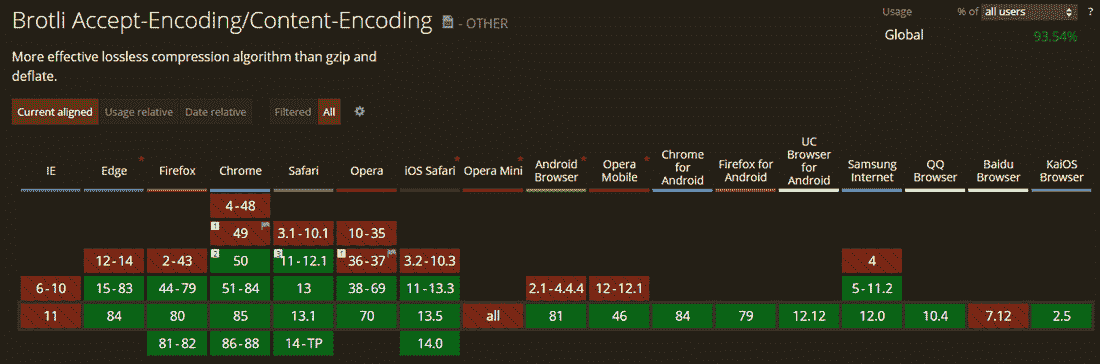 Brotli Accept-Encoding/Content-Encoding - OTHER
Usage % of all users ?
Global 93.54%
More effective lossless compression algorithm than gzip and
deflate.
Current aligned Usage relative Date relative Filtered All
IE Edge * Firefox Chrome Safari * Opera iOS Safari * Opera Mini * Android Browser * Opera Mobile * Chrome for Android Firefox for Android UC Browser for Android Samsung Internet QQ Browser Baidu Browser KaiOS Browser
4-48
1 49 3.1-10.1 10-35
12-14 2-43 2 50 3 11-12.1 1 36-37 3.2-10.3 4
6-10 15-83 44-79 51-84 13 38-69 11-13.3 2.1-4.4.4 12-12.1 5-11.2
11 84 80 85 13.1 70 13.5 all 81 46 84 79 12.12 12.0 10.4 7.12 2.5
81-82 86-88 14-TP 14.0